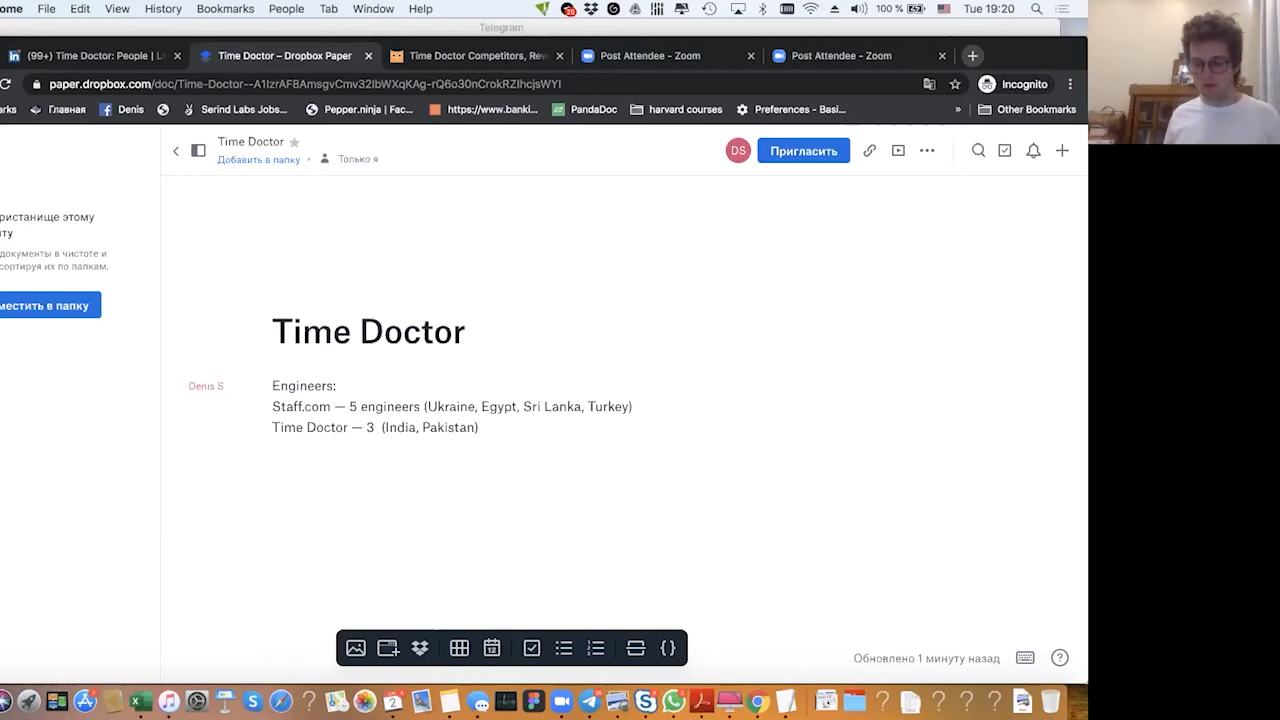 ome File Edit View History Bookmarks People Tab Window Help 100 % Tue 19:20
Telegram
(99+) Time Doctor: People | Li
Time Doctor – Dropbox Paper
Time Doctor Competitors, Rev
Post Attendee - Zoom
Post Attendee - Zoom
paper.dropbox.com/doc/Time-Doctor--
Incognito
rks Главная Denis Serind Labs Jobs... Pepper.ninja | Fac... https://www.banki... PandaDoc harvard courses Preferences - Basi... » Other Bookmarks
Time Doctor
Добавить в папку • Только я
DS
Пригласить
ристанище этому
ту
документы в чистоте и
сортируя их по папкам.
местить в папку
Time Doctor
Denis S
Engineers:
Staff.com — 5 engineers (Ukraine, Egypt, Sri Lanka, Turkey)
Time Doctor — 3 (India, Pakistan)
12
Обновлено 1 минуту назад